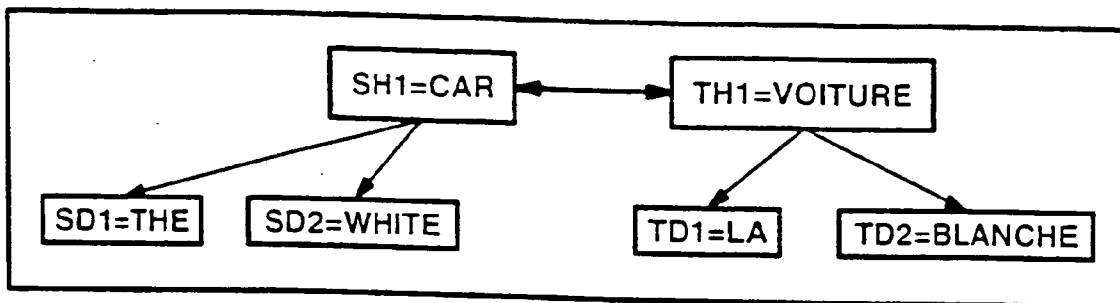 SH1=CAR
TH1=VOITURE
SD1=THE
SD2=WHITE
TD1=LA
TD2=BLANCHE